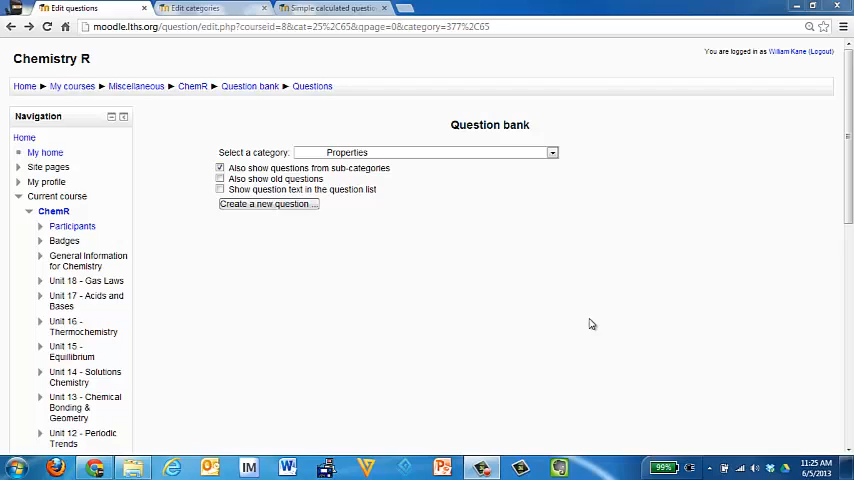 Edit questions
Edit categories
Simple calculated questio
moodle.lths.org/question/edit.php?courseid=8&cat=25%2C65&qpage=0&category=377%2C65
Chemistry R
You are logged in as William Kane (Logout)
Home ► My courses ► Miscellaneous ► ChemR ► Question bank ► Questions
Navigation
Home
My home
Site pages
My profile
Current course
ChemR
Participants
Badges
General Information
for Chemistry
Unit 18 - Gas Laws
Unit 17 - Acids and
Bases
Unit 16 -
Thermochemistry
Unit 15 -
Equillibrium
Unit 14 - Solutions
Chemistry
Unit 13 - Chemical
Bonding &
Geometry
Unit 12 - Periodic
Trends
Question bank
Select a category: Properties
Also show questions from sub-categories
Also show old questions
Show question text in the question list
Create a new question ...
IM
99%
11:25 AM
6/5/2013